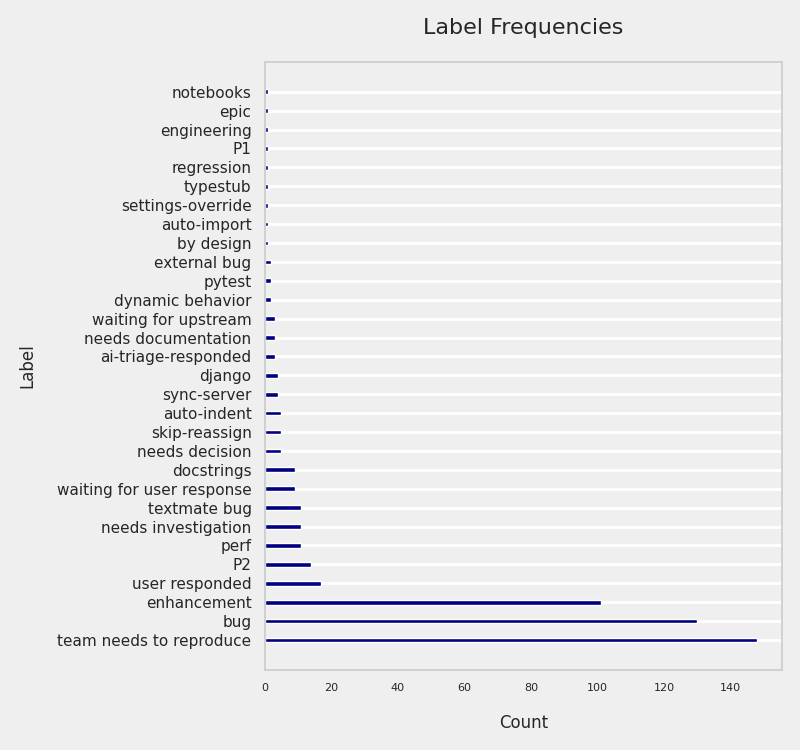 Label Frequencies
notebooks
epic
engineering
P1
regression
typestub
settings-override
auto-import
by design
external bug
pytest
dynamic behavior
waiting for upstream
needs documentation
ai-triage-responded
django
sync-server
auto-indent
skip-reassign
needs decision
docstrings
waiting for user response
textmate bug
needs investigation
perf
P2
user responded
enhancement
bug
team needs to reproduce
Label
0 20 40 60 80 100 120 140
Count